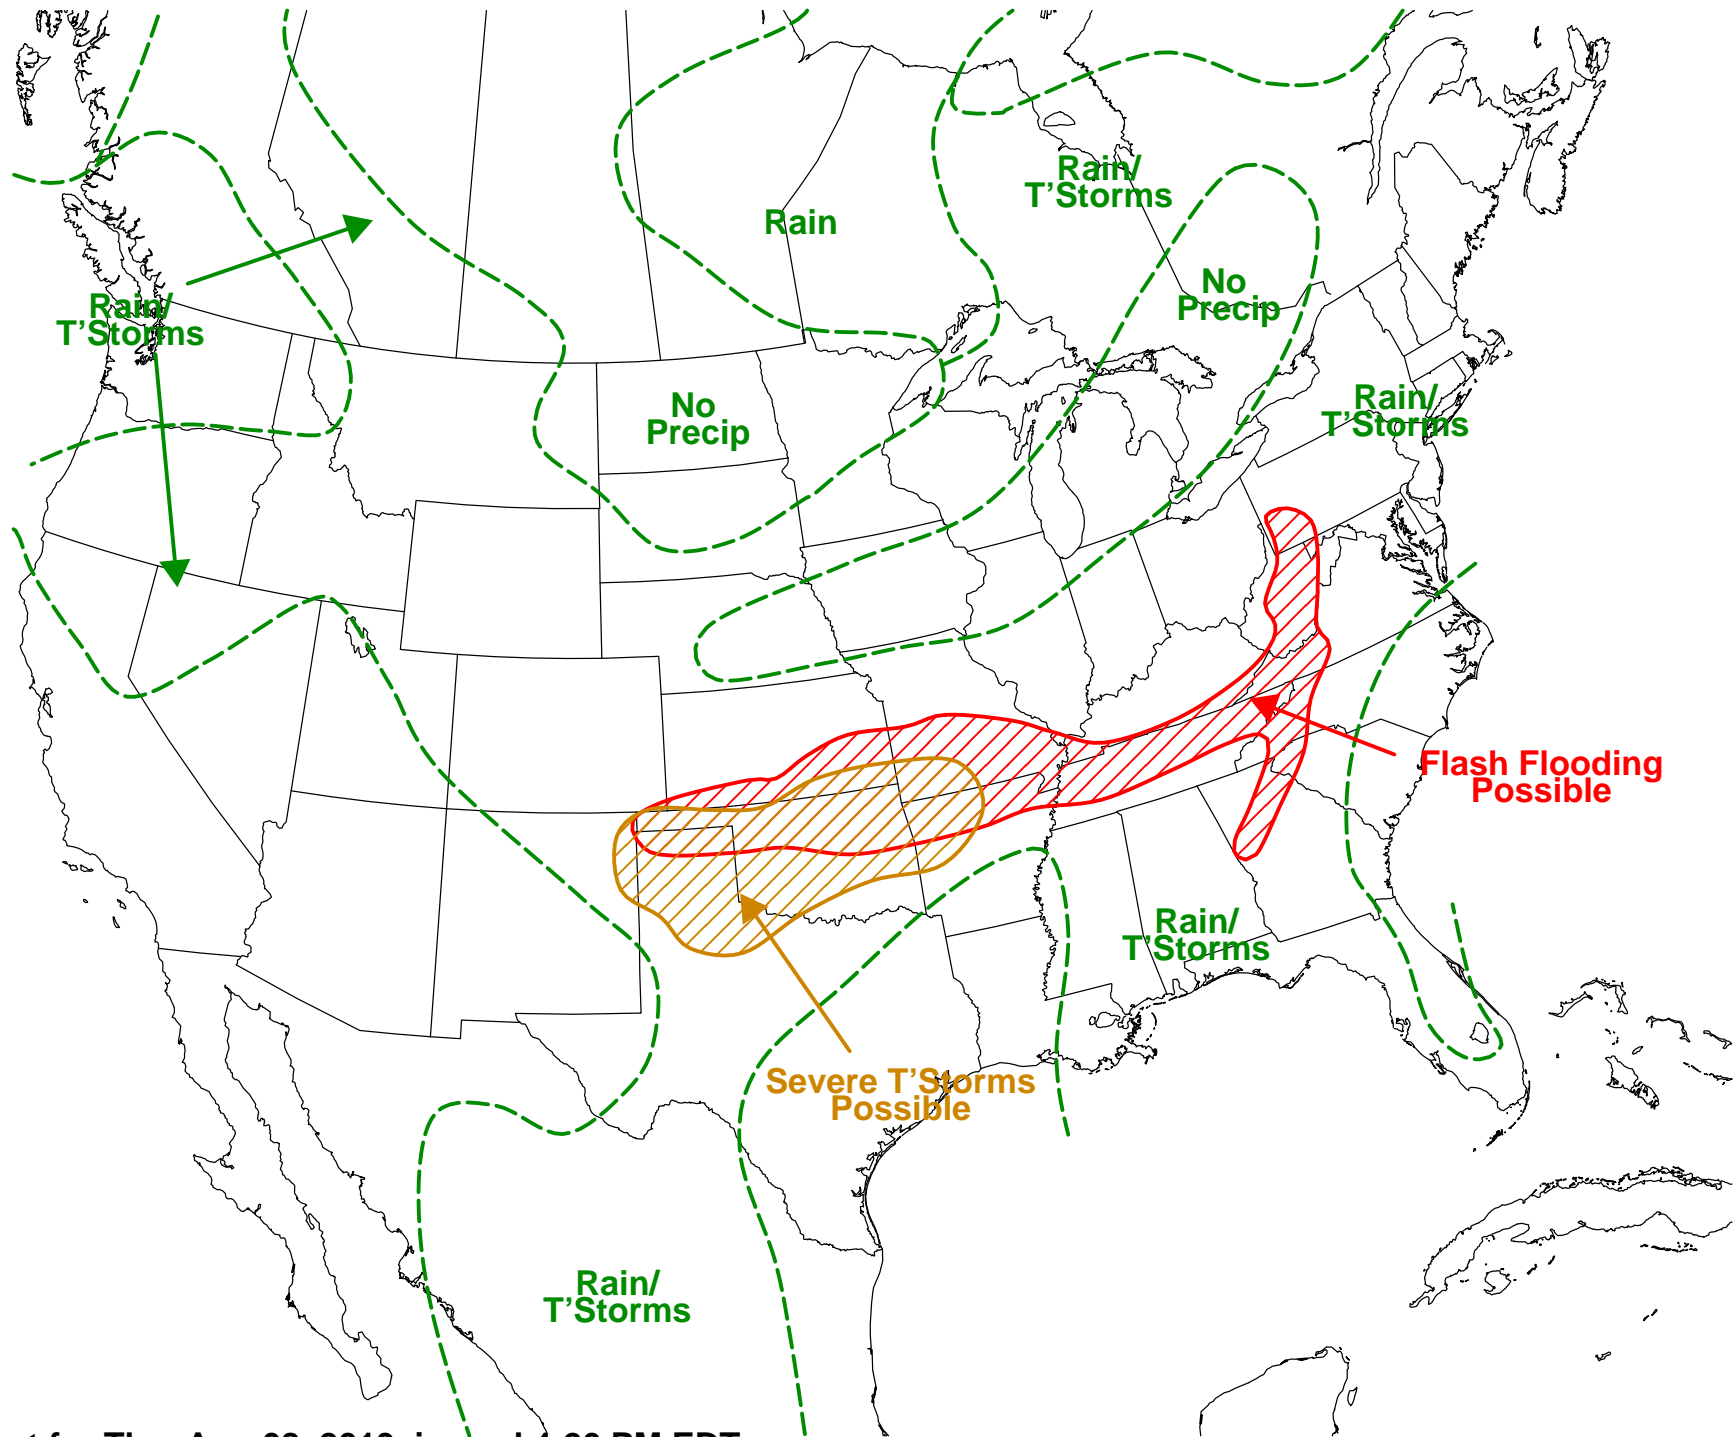 Rain/
T'Storms
Rain
Rain/
T'Storms
No
Precip
No
Precip
Rain/
T'Storms
Flash Flooding
Possible
Rain/
T'Storms
Severe T'Storms
Possible
Rain/
T'Storms